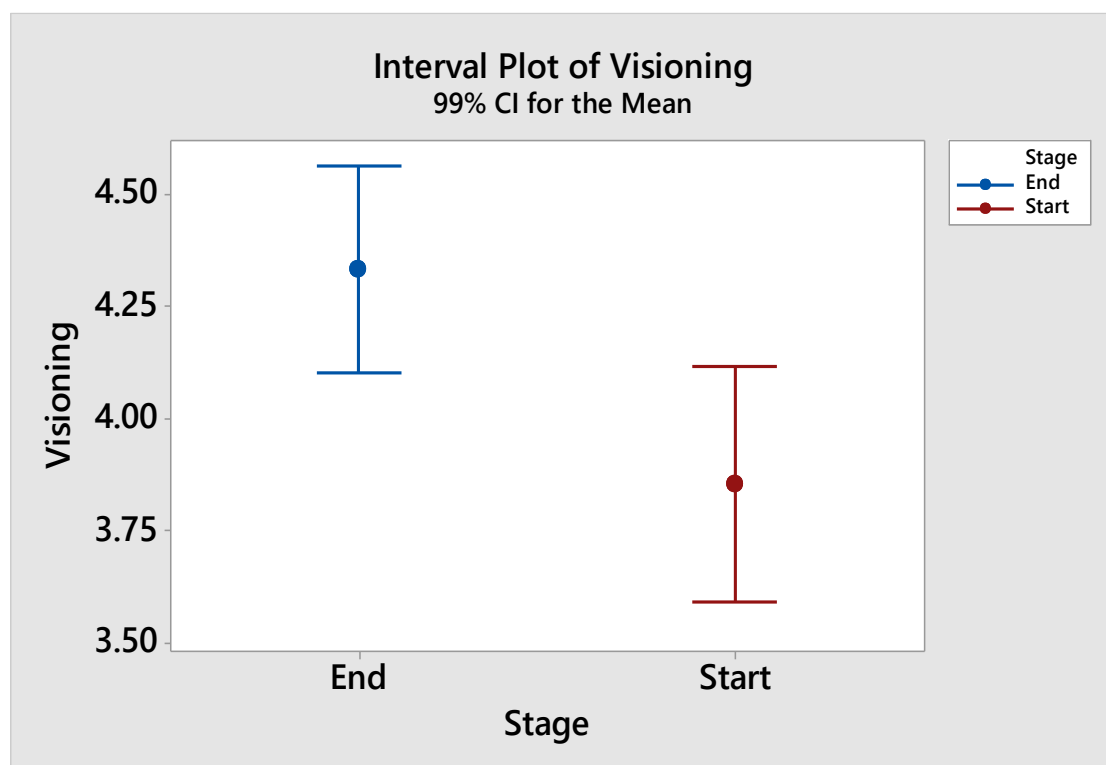 Interval Plot of Visioning
99% CI for the Mean
Stage
End
Start
4.50
4.25
4.00
3.75
3.50
Visioning
End
Start
Stage